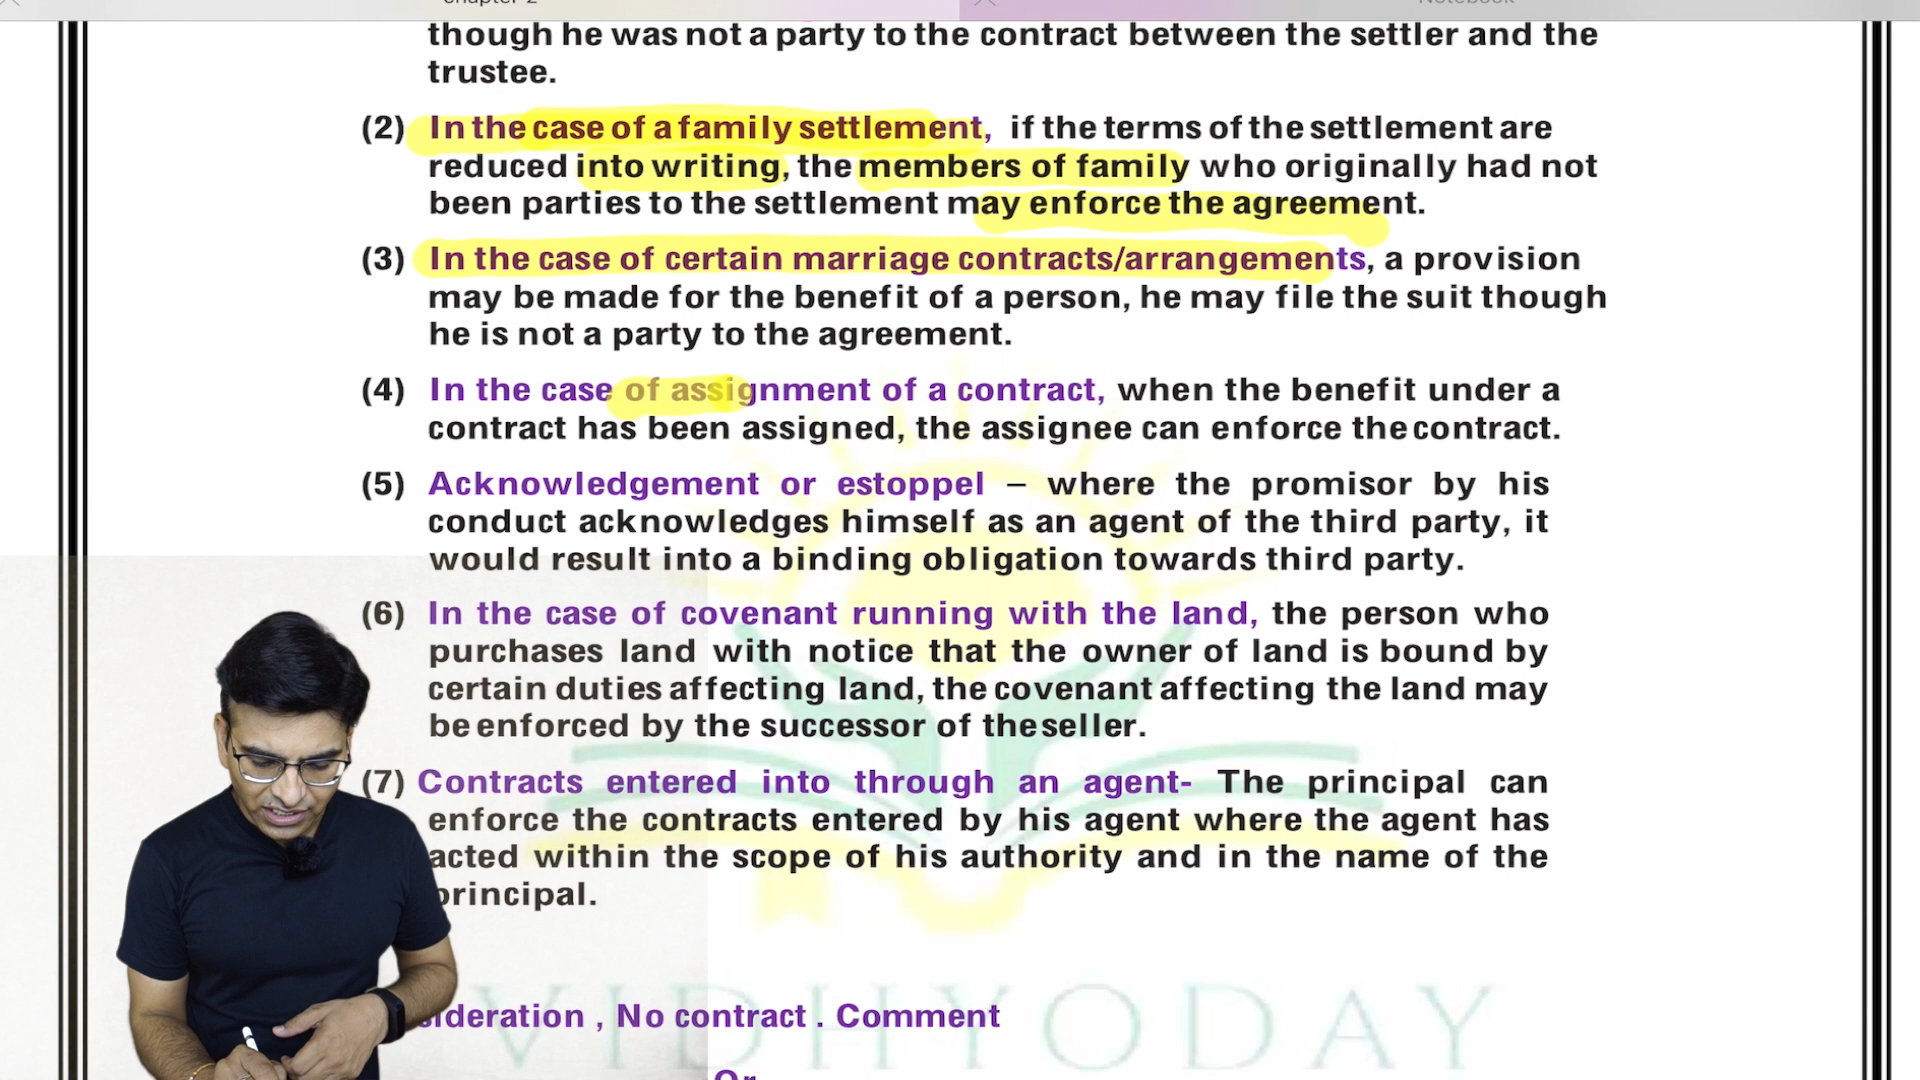 though he was not a party to the contract between the settler and the
trustee.
(2) In the case of a family settlement, if the terms of the settlement are
reduced into writing, the members of family who originally had not
been parties to the settlement may enforce the agreement.
(3) In the case of certain marriage contracts/arrangements, a provision
may be made for the benefit of a person, he may file the suit though
he is not a party to the agreement.
(4) In the case of assignment of a contract, when the benefit under a
contract has been assigned, the assignee can enforce the contract.
(5) Acknowledgement or estoppel – where the promisor by his
conduct acknowledges himself as an agent of the third party, it
would result into a binding obligation towards third party.
(6) In the case of covenant running with the land, the person who
purchases land with notice that the owner of land is bound by
certain duties affecting land, the covenant affecting the land may
be enforced by the successor of the seller.
(7) Contracts entered into through an agent- The principal can
enforce the contracts entered by his agent where the agent has
acted within the scope of his authority and in the name of the
principal.
, No contract . Comment
VIDHYODAY
Or